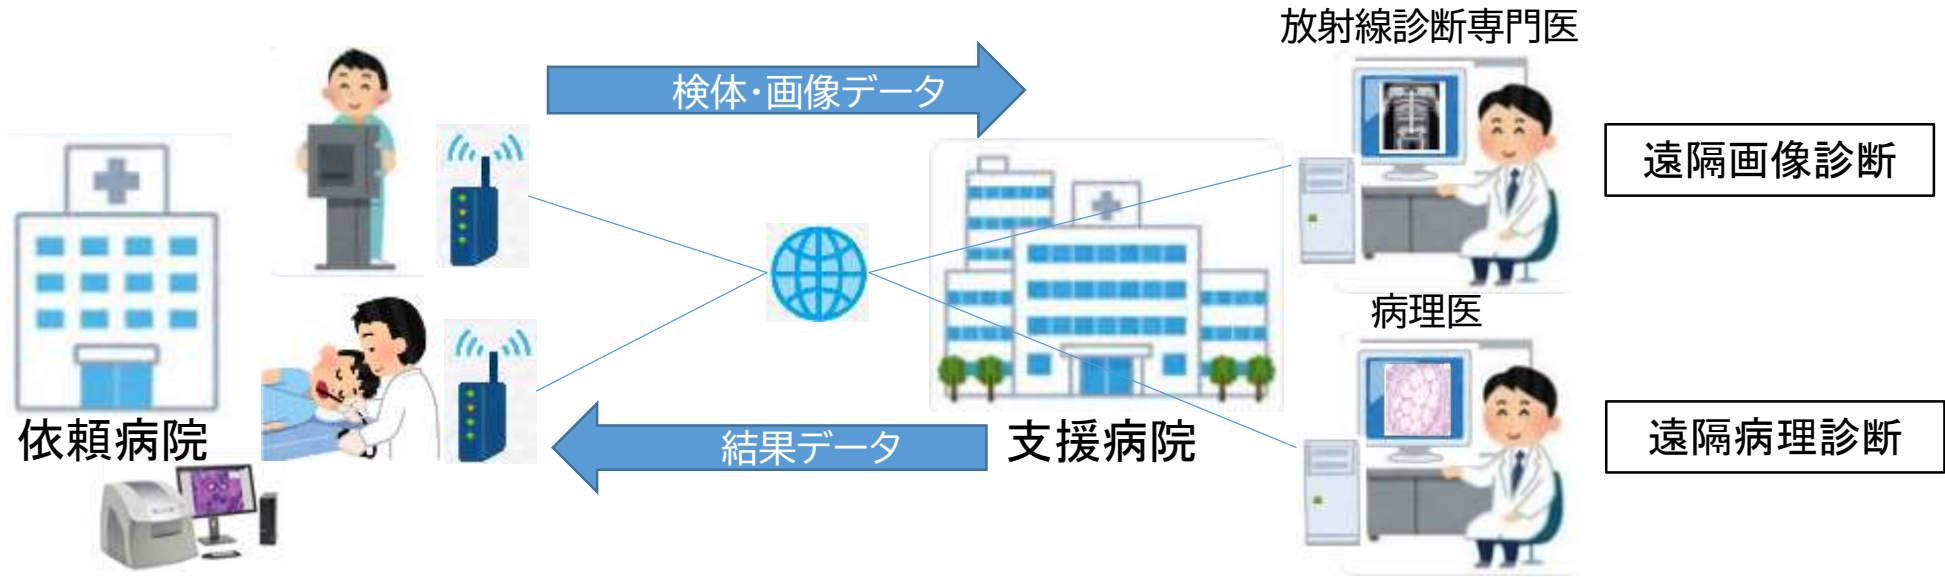 放射線診断専門医
検体・画像データ
遠隔画像診断
病理医
依頼病院
結果データ
支援病院
遠隔病理診断